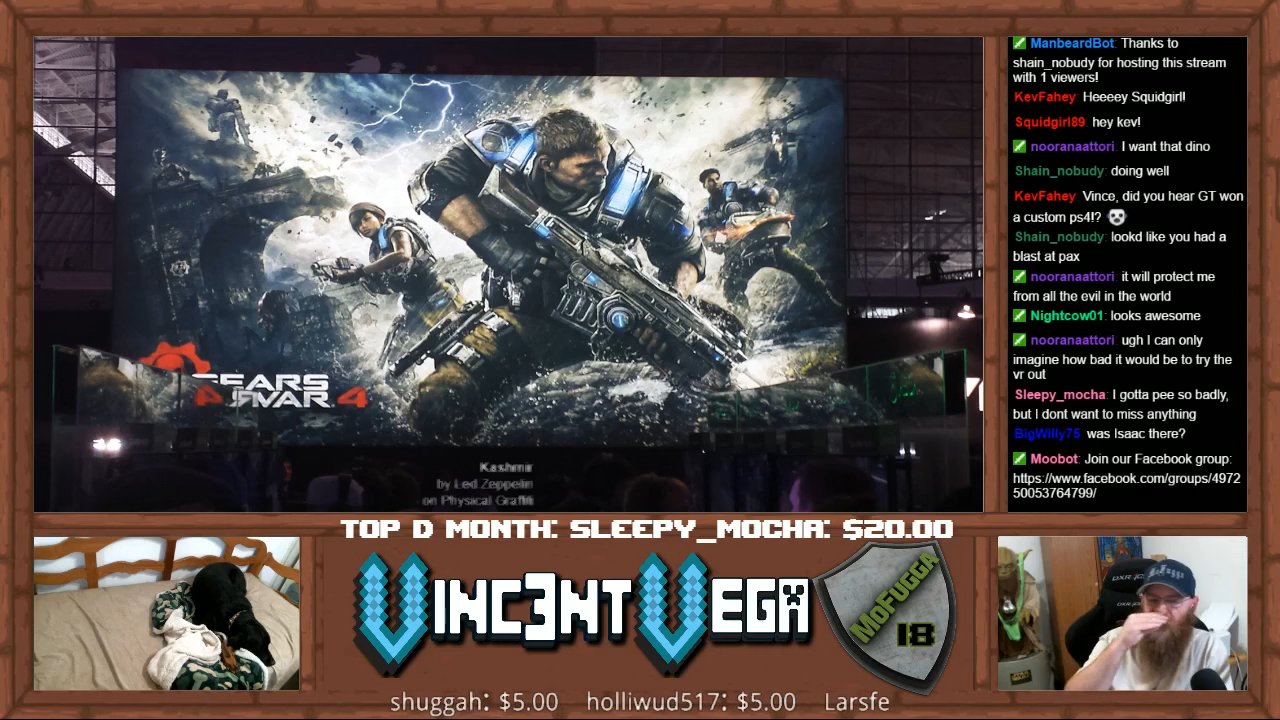 ManbeardBot: Thanks to
shain_nobudy for hosting this stream
with 1 viewers!
KevFahey: Heeeey Squidgirl!
Squidgirl89: hey kev!
nooranaattori: I want that dino
Shain_nobudy: doing well
KevFahey: Vince, did you hear GT won
a custom ps4!?
Shain_nobudy: lookd like you had a
blast at pax
nooranaattori: it will protect me
from all the evil in the world
Nightcow01: looks awesome
nooranaattori: ugh I can only
imagine how bad it would be to try the
vr out
Sleepy_mocha: I gotta pee so badly,
but I dont want to miss anything
BigWilly75: was Isaac there?
Moobot: Join our Facebook group:
https://www.facebook.com/groups/4972
50053764799/
GEARS
OF WAR 4
Kashmir
by Led Zeppelin
on Physical Graffiti
TOP D MONTH: SLEEPY_MOCHA: $20.00
VINC3NTVEGA
MOFUGGA
18
DXR
DXR
shuggah: $5.00 holliwud517: $5.00 Larsfe